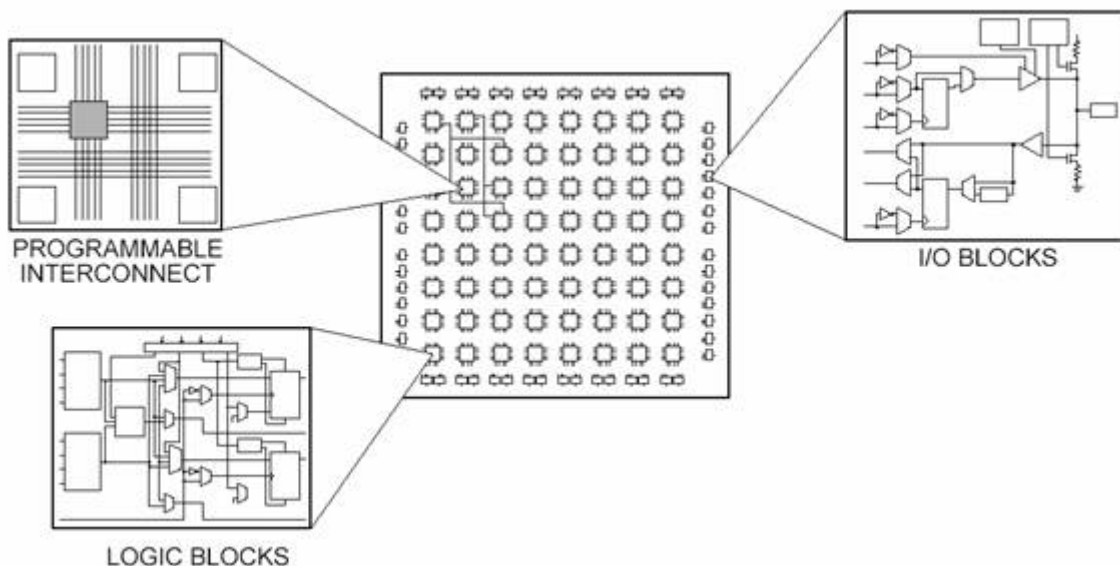 PROGRAMMABLE
INTERCONNECT
I/O BLOCKS
LOGIC BLOCKS